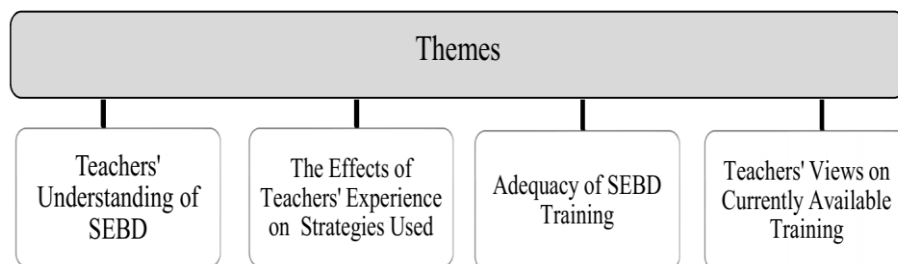 Themes
Teachers'
Understanding of
SEBD
The Effects of
Teachers' Experience
on Strategies Used
Adequacy of SEBD
Training
Teachers' Views on
Currently Available
Training